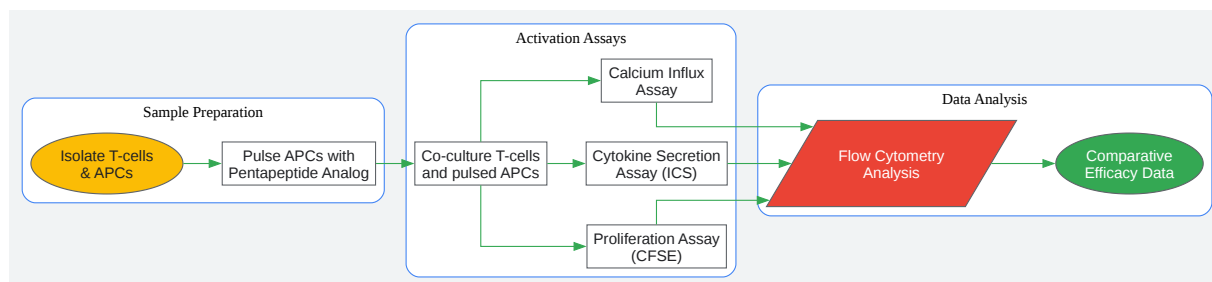 Sample Preparation
Isolate T-cells
& APCs
Pulse APCs with
Pentapeptide Analog
Activation Assays
Co-culture T-cells
and pulsed APCs
Calcium Influx
Assay
Cytokine Secretion
Assay (ICS)
Proliferation Assay
(CFSE)
Data Analysis
Flow Cytometry
Analysis
Comparative
Efficacy Data